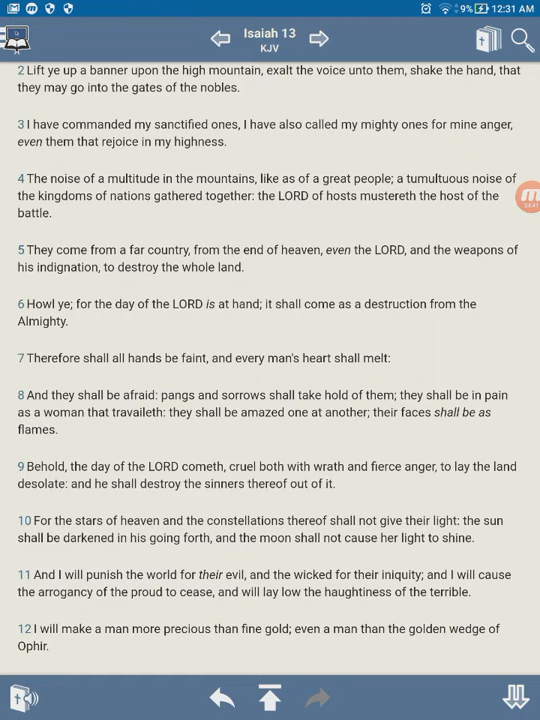 9% 12:31 AM
Isaiah 13
KJV
2 Lift ye up a banner upon the high mountain, exalt the voice unto them, shake the hand, that
they may go into the gates of the nobles.
3 I have commanded my sanctified ones, I have also called my mighty ones for mine anger,
even them that rejoice in my highness.
4 The noise of a multitude in the mountains, like as of a great people; a tumultuous noise of
the kingdoms of nations gathered together: the LORD of hosts mustereth the host of the
battle.
5 They come from a far country, from the end of heaven, even the LORD, and the weapons of
his indignation, to destroy the whole land.
6 Howl ye; for the day of the LORD is at hand; it shall come as a destruction from the
Almighty.
7 Therefore shall all hands be faint, and every man's heart shall melt:
8 And they shall be afraid: pangs and sorrows shall take hold of them; they shall be in pain
as a woman that travaileth: they shall be amazed one at another; their faces shall be as
flames.
9 Behold, the day of the LORD cometh, cruel both with wrath and fierce anger, to lay the land
desolate: and he shall destroy the sinners thereof out of it.
10 For the stars of heaven and the constellations thereof shall not give their light: the sun
shall be darkened in his going forth, and the moon shall not cause her light to shine.
11 And I will punish the world for their evil, and the wicked for their iniquity; and I will cause
the arrogancy of the proud to cease, and will lay low the haughtiness of the terrible.
12 I will make a man more precious than fine gold; even a man than the golden wedge of
Ophir.